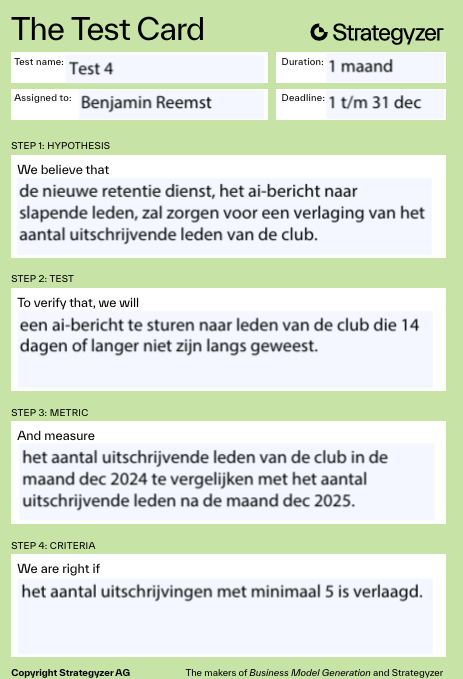 The Test Card
Strategyzer
Test name: Test 4
Duration: 1 maand
Assigned to: Benjamin Reemst
Deadline: 1 t/m 31 dec
STEP 1: HYPOTHESIS
We believe that
de nieuwe retentie dienst, het ai-bericht naar
slapende leden, zal zorgen voor een verlaging van het
aantal uitschrijvende leden van de club.
STEP 2: TEST
To verify that, we will
een ai-bericht te sturen naar leden van de club die 14
dagen of langer niet zijn langs geweest.
STEP 3: METRIC
And measure
het aantal uitschrijvende leden van de club in de
maand dec 2024 te vergelijken met het aantal
uitschrijvende leden na de maand dec 2025.
STEP 4: CRITERIA
We are right if
het aantal uitschrijvingen met minimaal 5 is verlaagd.
Copyright Strategyzer AG
The makers of Business Model Generation and Strategyzer